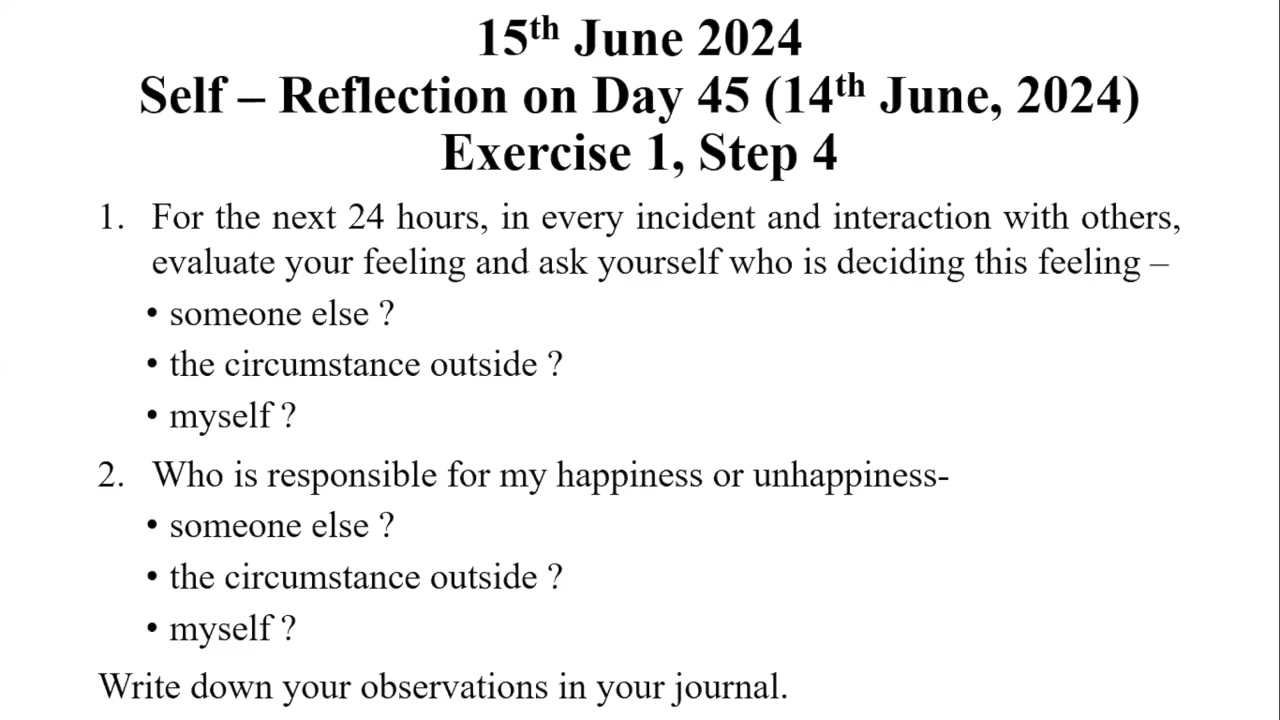 15th June 2024
Self – Reflection on Day 45 (14th June, 2024)
Exercise 1, Step 4
1. For the next 24 hours, in every incident and interaction with others,
evaluate your feeling and ask yourself who is deciding this feeling –
• someone else ?
• the circumstance outside ?
• myself ?
2. Who is responsible for my happiness or unhappiness-
• someone else ?
• the circumstance outside ?
• myself ?
Write down your observations in your journal.